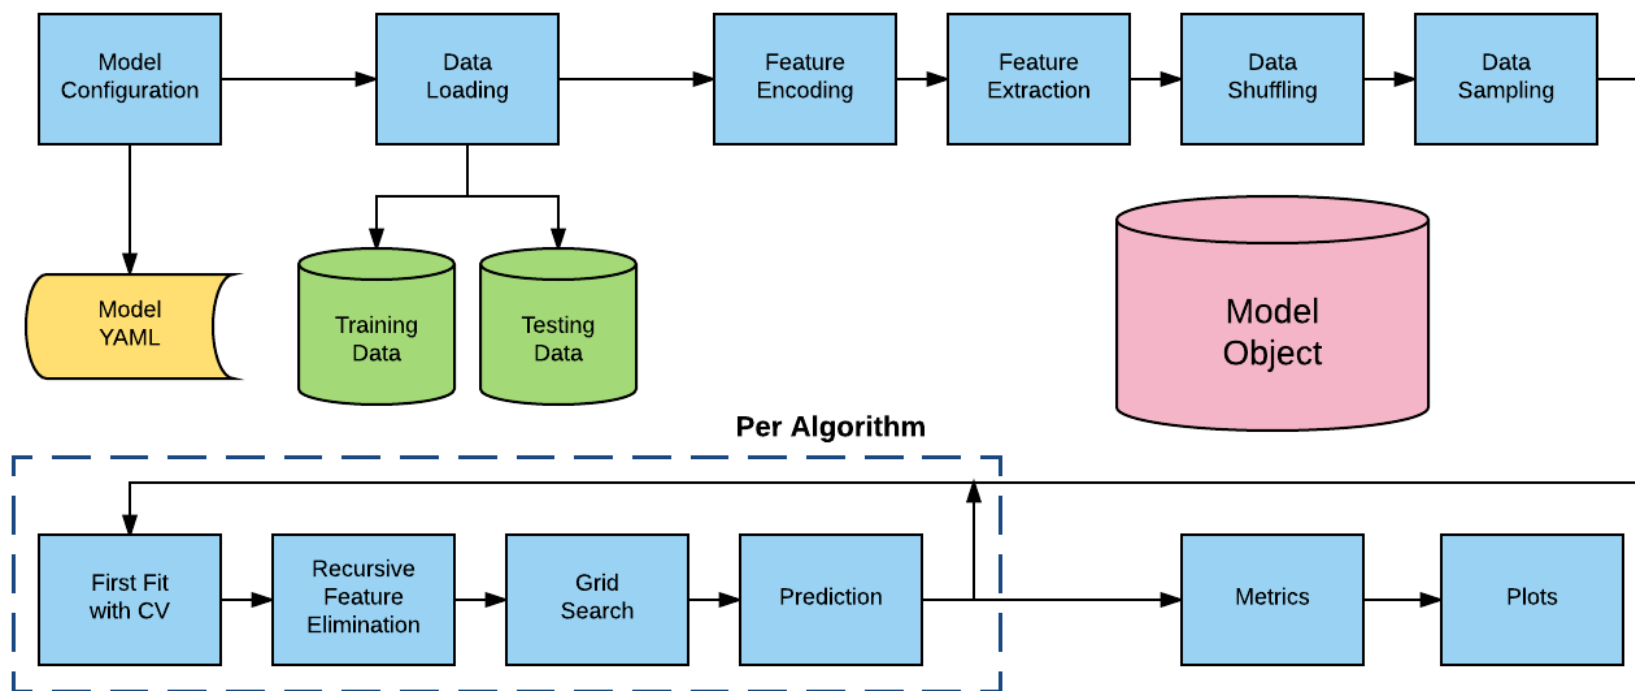 Model
Configuration
Data
Loading
Feature
Encoding
Feature
Extraction
Data
Shuffling
Data
Sampling
Model
YAML
Training
Data
Testing
Data
Model
Object
Per Algorithm
First Fit
with CV
Recursive
Feature
Elimination
Grid
Search
Prediction
Metrics
Plots